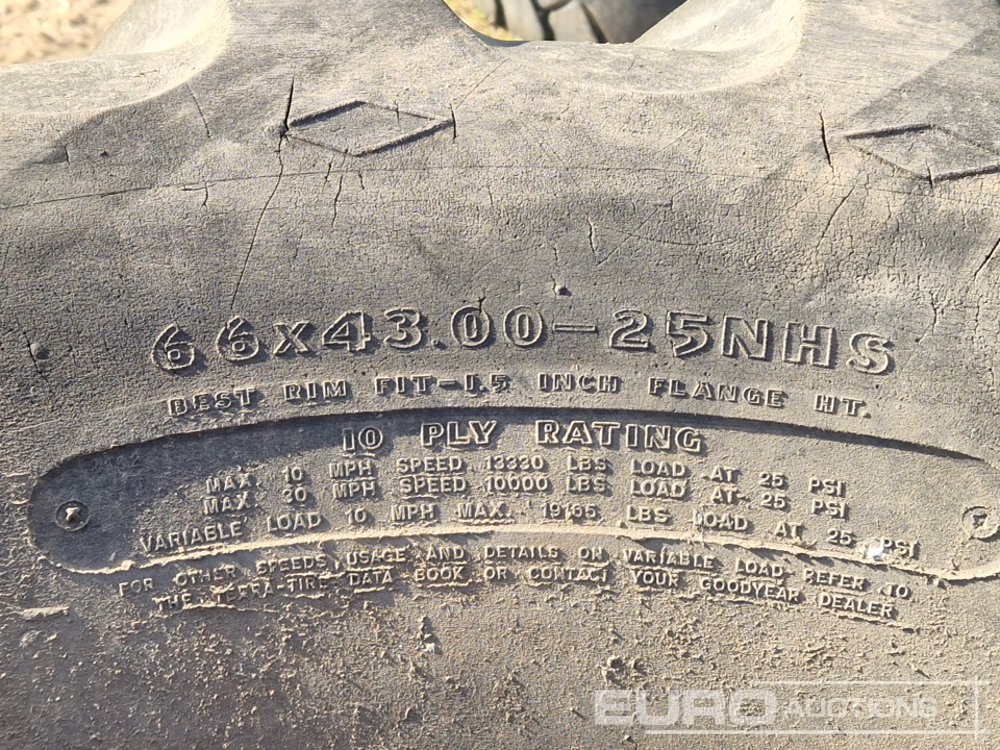 66x43.00-25NHS
BEST RIM FIT-1.5 INCH FLANGE HT.
10 PLY RATING
MAX. 10 MPH SPEED 13330 LBS LOAD AT 25 PSI
MAX. 30 MPH SPEED 10000 LBS LOAD AT 25 PSI
VARIABLE LOAD 10 MPH MAX. 19165 LBS LOAD AT 25 PSI
FOR OTHER SPEEDS, USAGE AND DETAILS ON VARIABLE LOAD, REFER TO
THE TERRA-TIRE DATA BOOK OR CONTACT YOUR GOODYEAR DEALER
EURO AUCTIONS